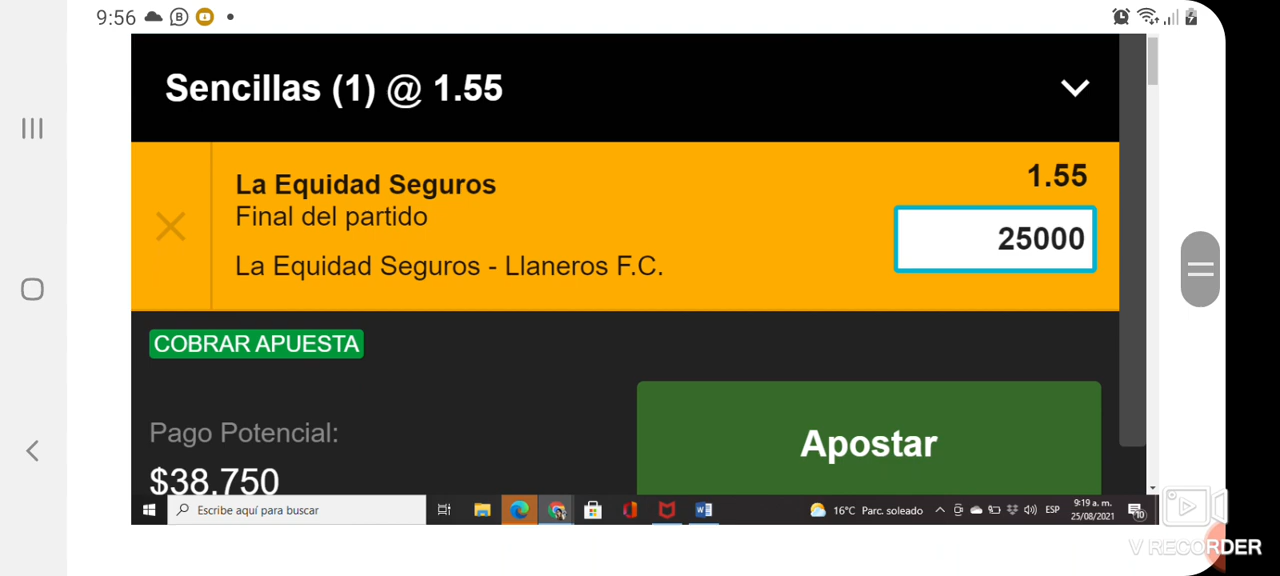 9:56
Sencillas (1) @ 1.55
La Equidad Seguros
1.55
Final del partido
25000
La Equidad Seguros - Llaneros F.C.
COBRAR APUESTA
Pago Potencial:
Apostar
$38.750
Escribe aquí para buscar
16°C Parc. soleado
ESP
9:19 a. m.
25/08/2021
10
V RECORDER